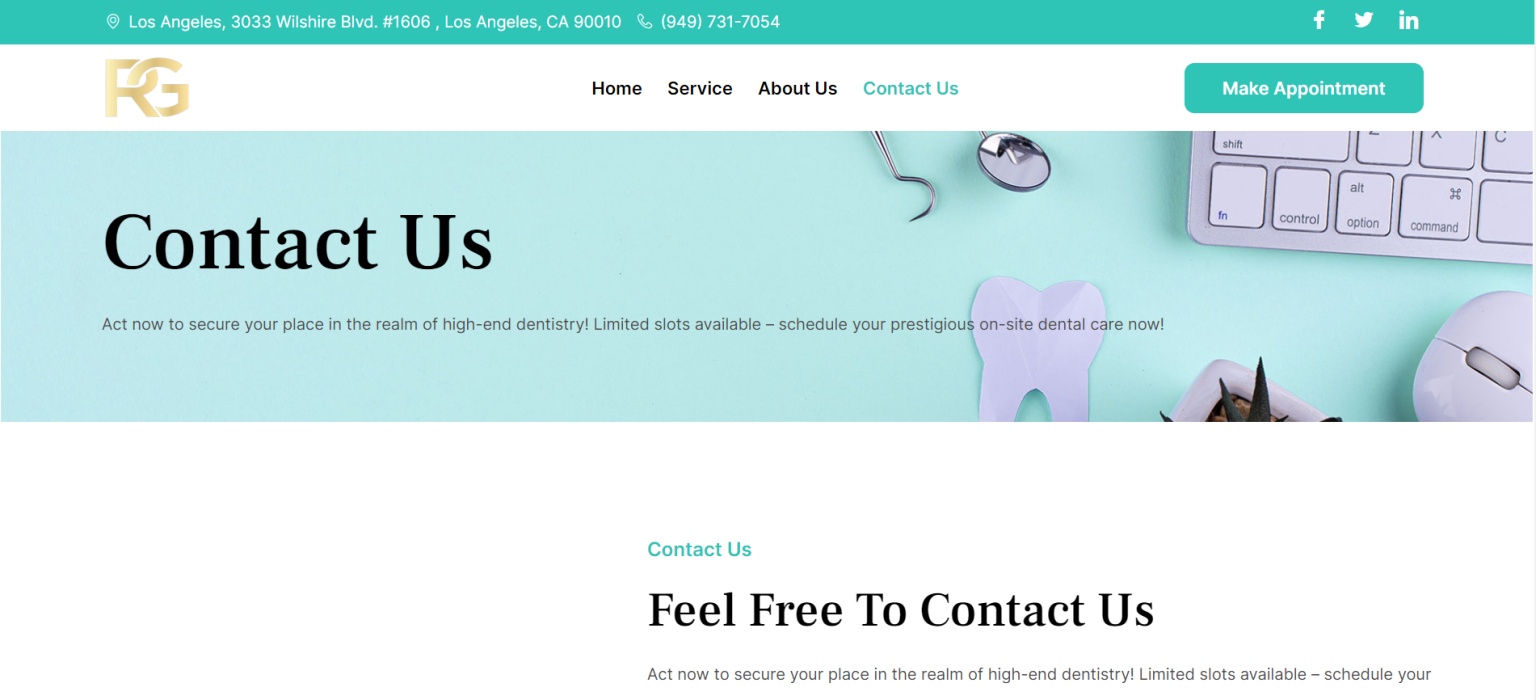 Los Angeles, 3033 Wilshire Blvd. #1606 , Los Angeles, CA 90010 (949) 731-7054
RG
Home Service About Us Contact Us
Make Appointment
shift Z X C
fn control alt option ⌘ command
Contact Us
Act now to secure your place in the realm of high-end dentistry! Limited slots available – schedule your prestigious on-site dental care now!
Contact Us
Feel Free To Contact Us
Act now to secure your place in the realm of high-end dentistry! Limited slots available – schedule your